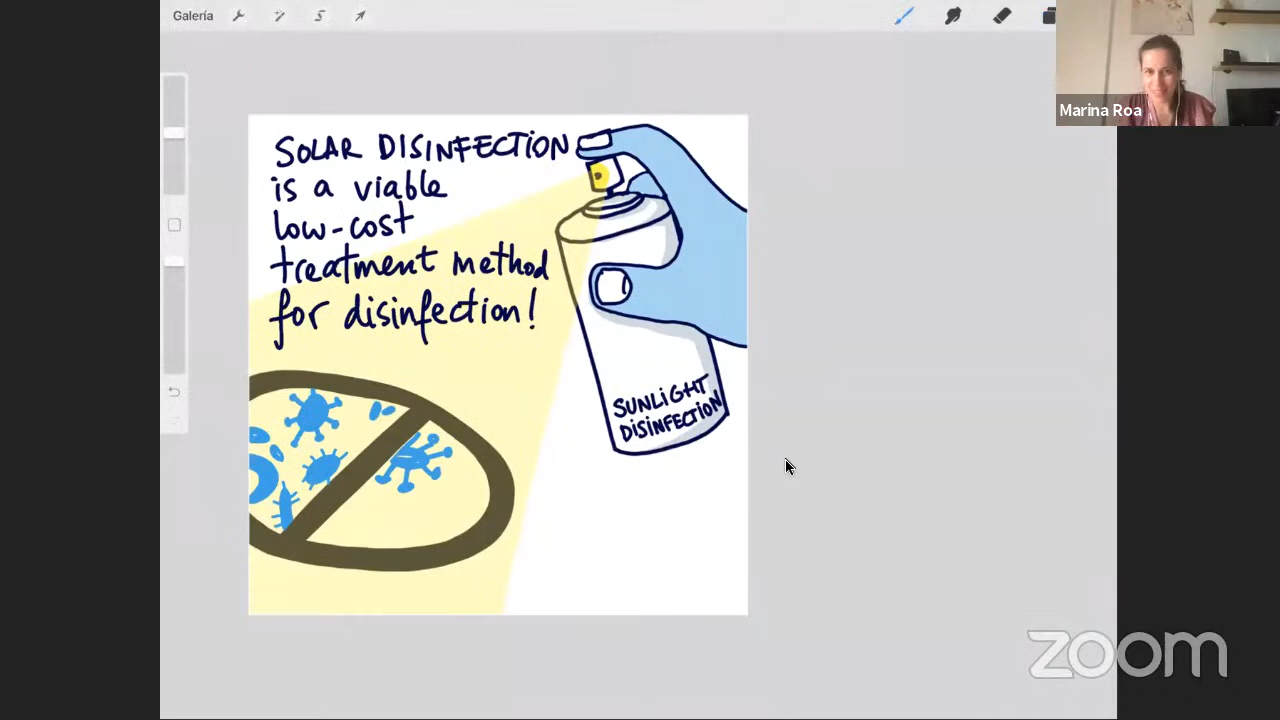 Galería
Marina Roa
SOLAR DISINFECTION
is a viable
low-cost
treatment method
for disinfection!
SUNLIGHT
DISINFECTION
zoom